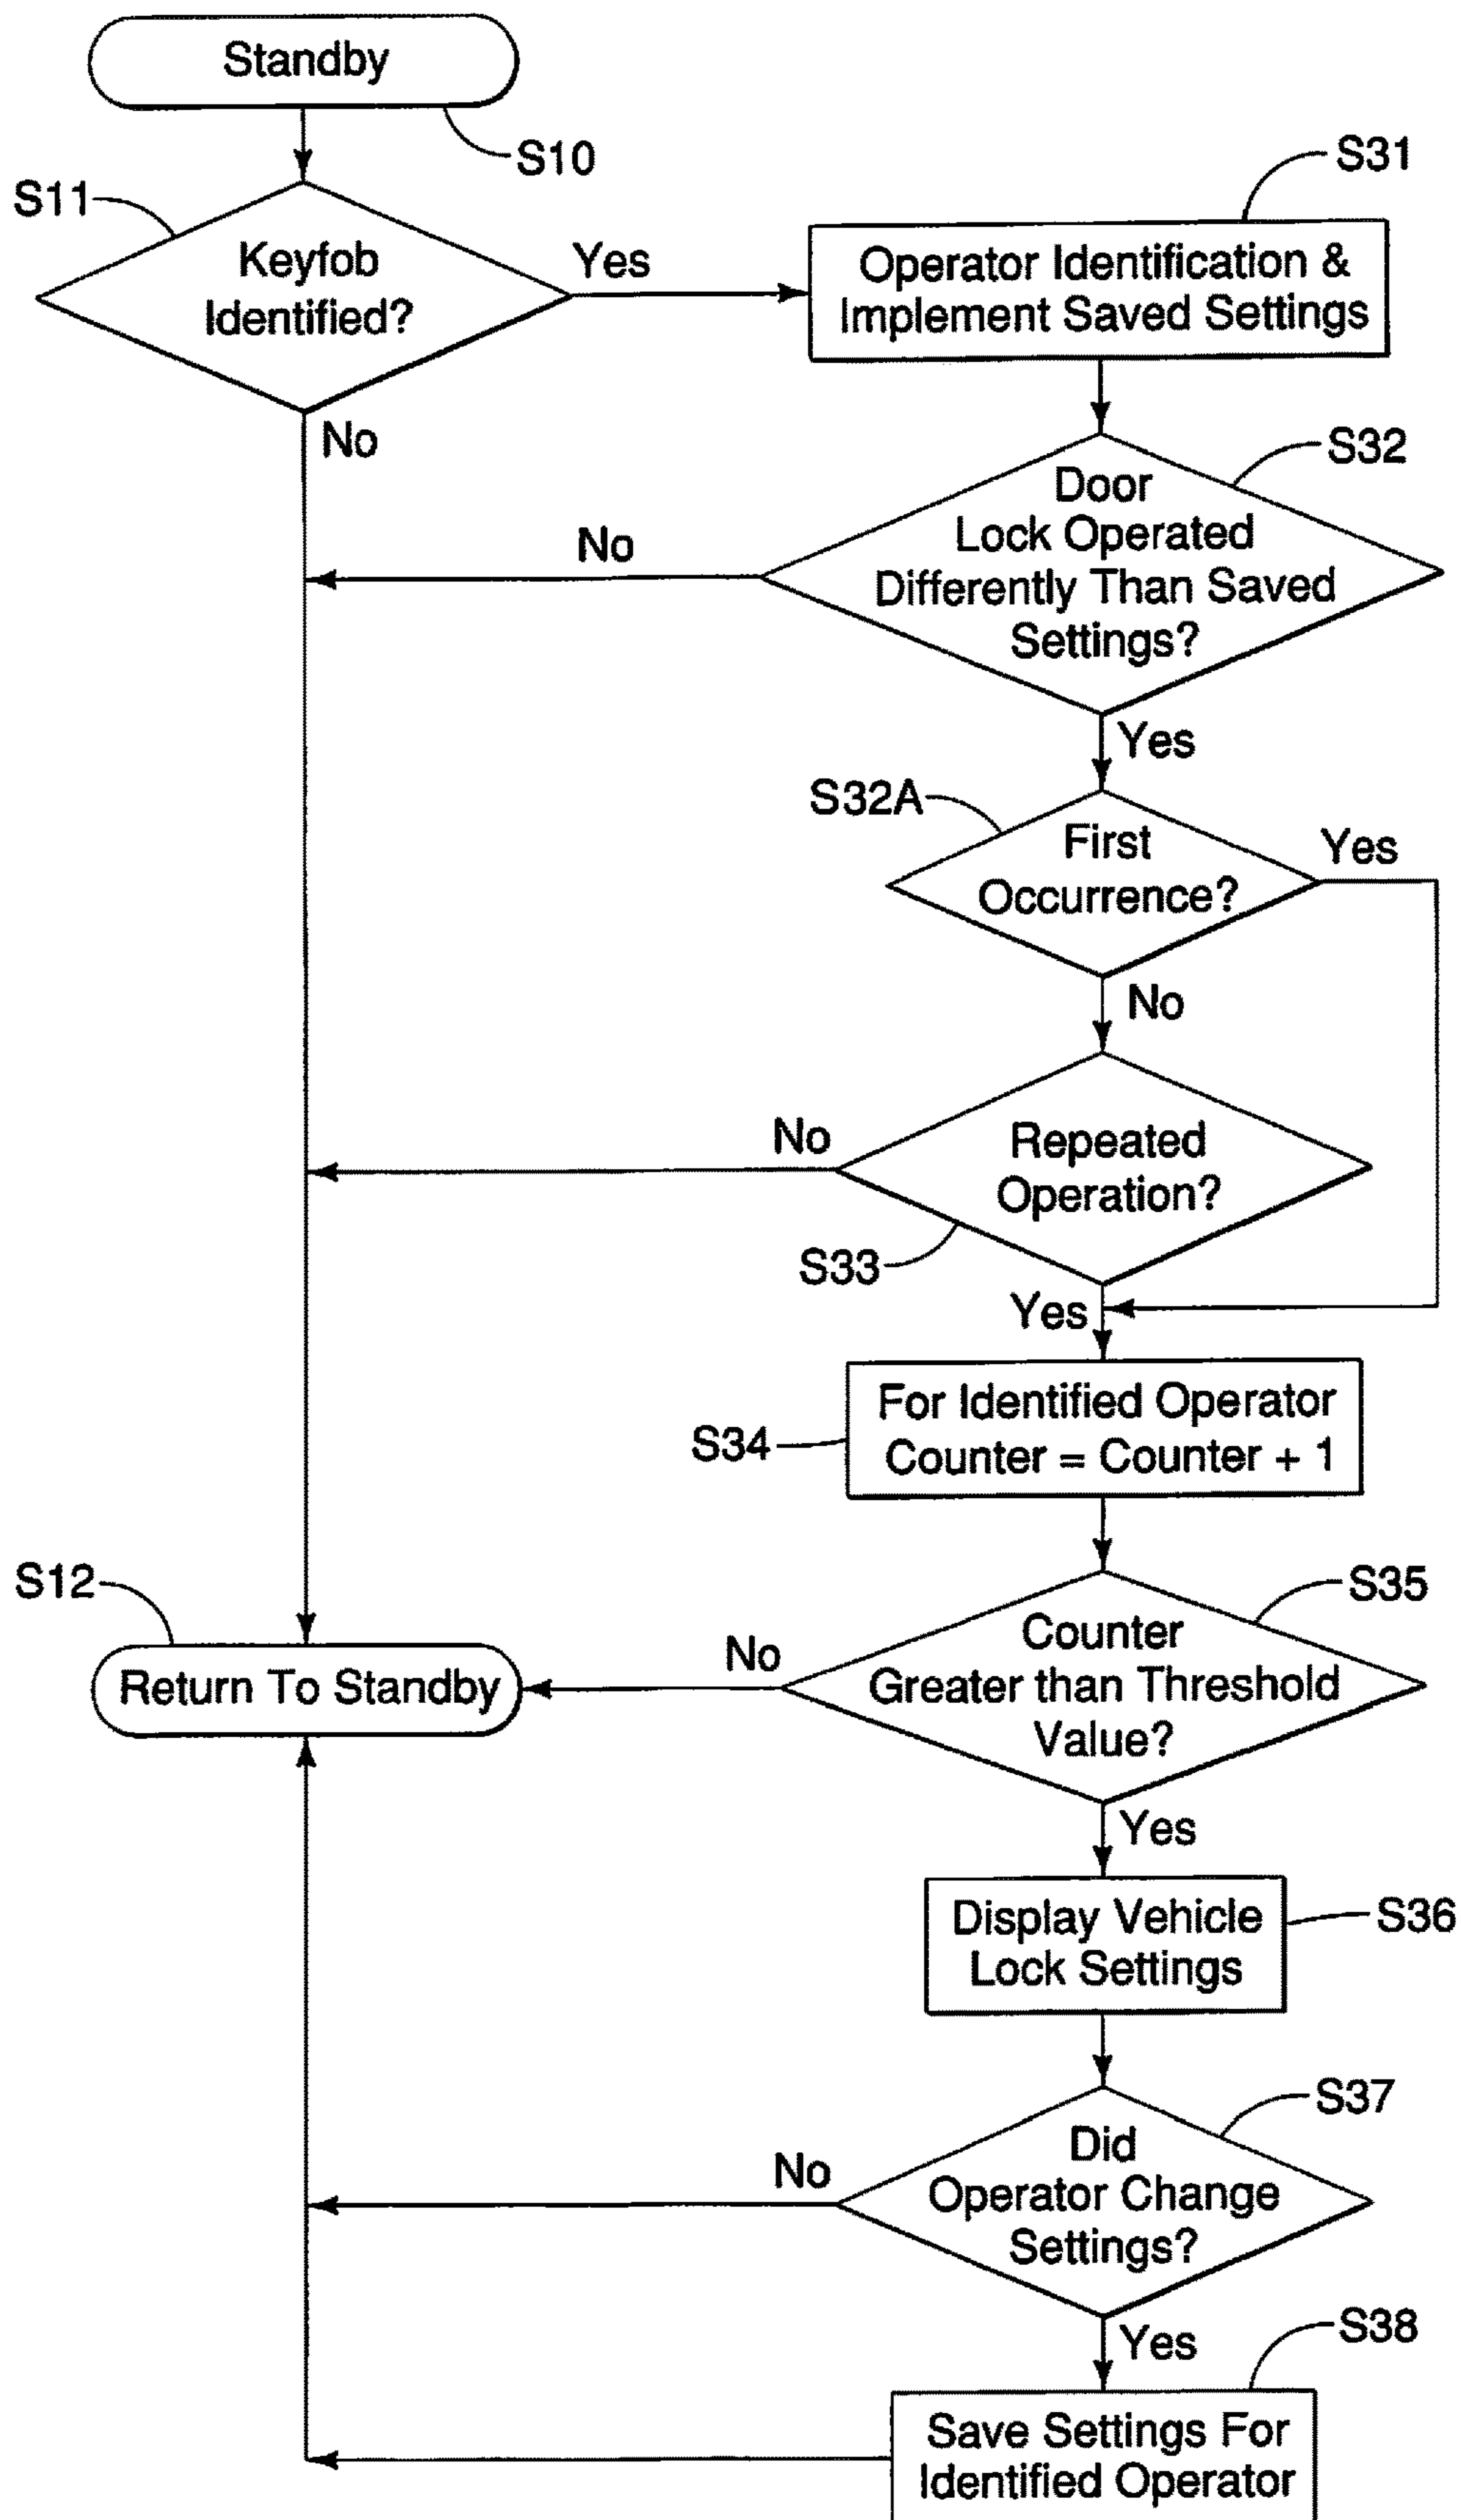 Standby
S10
S11
Keyfob
Identified?
Yes
No
S31
Operator Identification &
Implement Saved Settings
S32
Door
Lock Operated
Differently Than Saved
Settings?
No
Yes
S32A
First
Occurrence?
Yes
No
Repeated
Operation?
No
S33
Yes
For Identified Operator
Counter = Counter + 1
S34
S12
Return To Standby
S35
Counter
Greater than Threshold
Value?
No
Yes
Display Vehicle
Lock Settings
S36
S37
Did
Operator Change
Settings?
No
Yes
S38
Save Settings For
Identified Operator